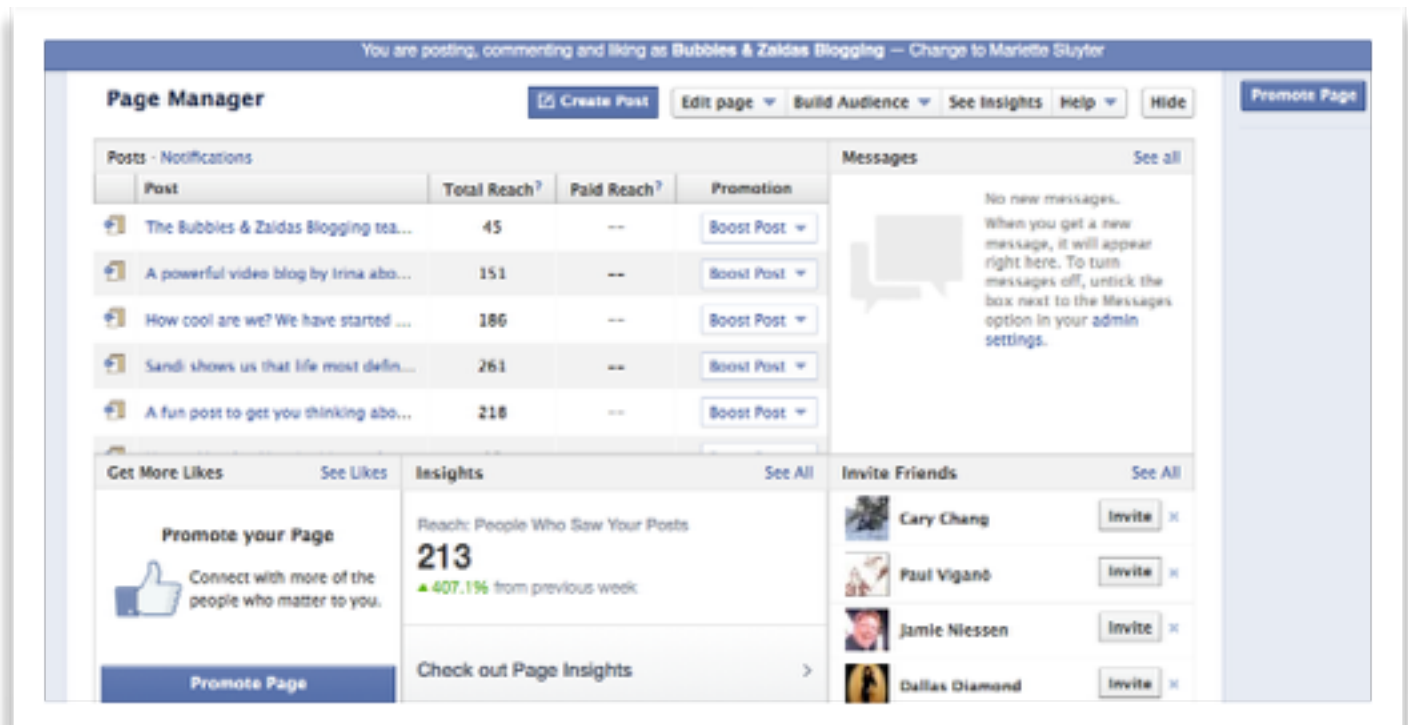 You are posting, commenting and liking as Bubbles & Zaidas Blogging — Change to Mariette Sluyter
Page Manager
Create Post
Edit page
Build Audience
See Insights
Help
Hide
Promote Page
Posts · Notifications
Post
Total Reach?
Paid Reach?
Promotion
The Bubbles & Zaidas Blogging tea...
45
--
Boost Post
A powerful video blog by Irina abo...
151
--
Boost Post
How cool are we? We have started ...
186
--
Boost Post
Sandi shows us that life most defin...
261
--
Boost Post
A fun post to get you thinking abo...
218
--
Boost Post
Messages
See all
No new messages.
When you get a new
message, it will appear
right here. To turn
messages off, untick the
box next to the Messages
option in your admin
settings.
Get More Likes
See Likes
Promote your Page
Connect with more of the
people who matter to you.
Promote Page
Insights
See All
Reach: People Who Saw Your Posts
213
407.1% from previous week
Check out Page Insights
Invite Friends
See All
Cary Chang
Invite
Paul Viganò
Invite
Jamie Niessen
Invite
Dallas Diamond
Invite